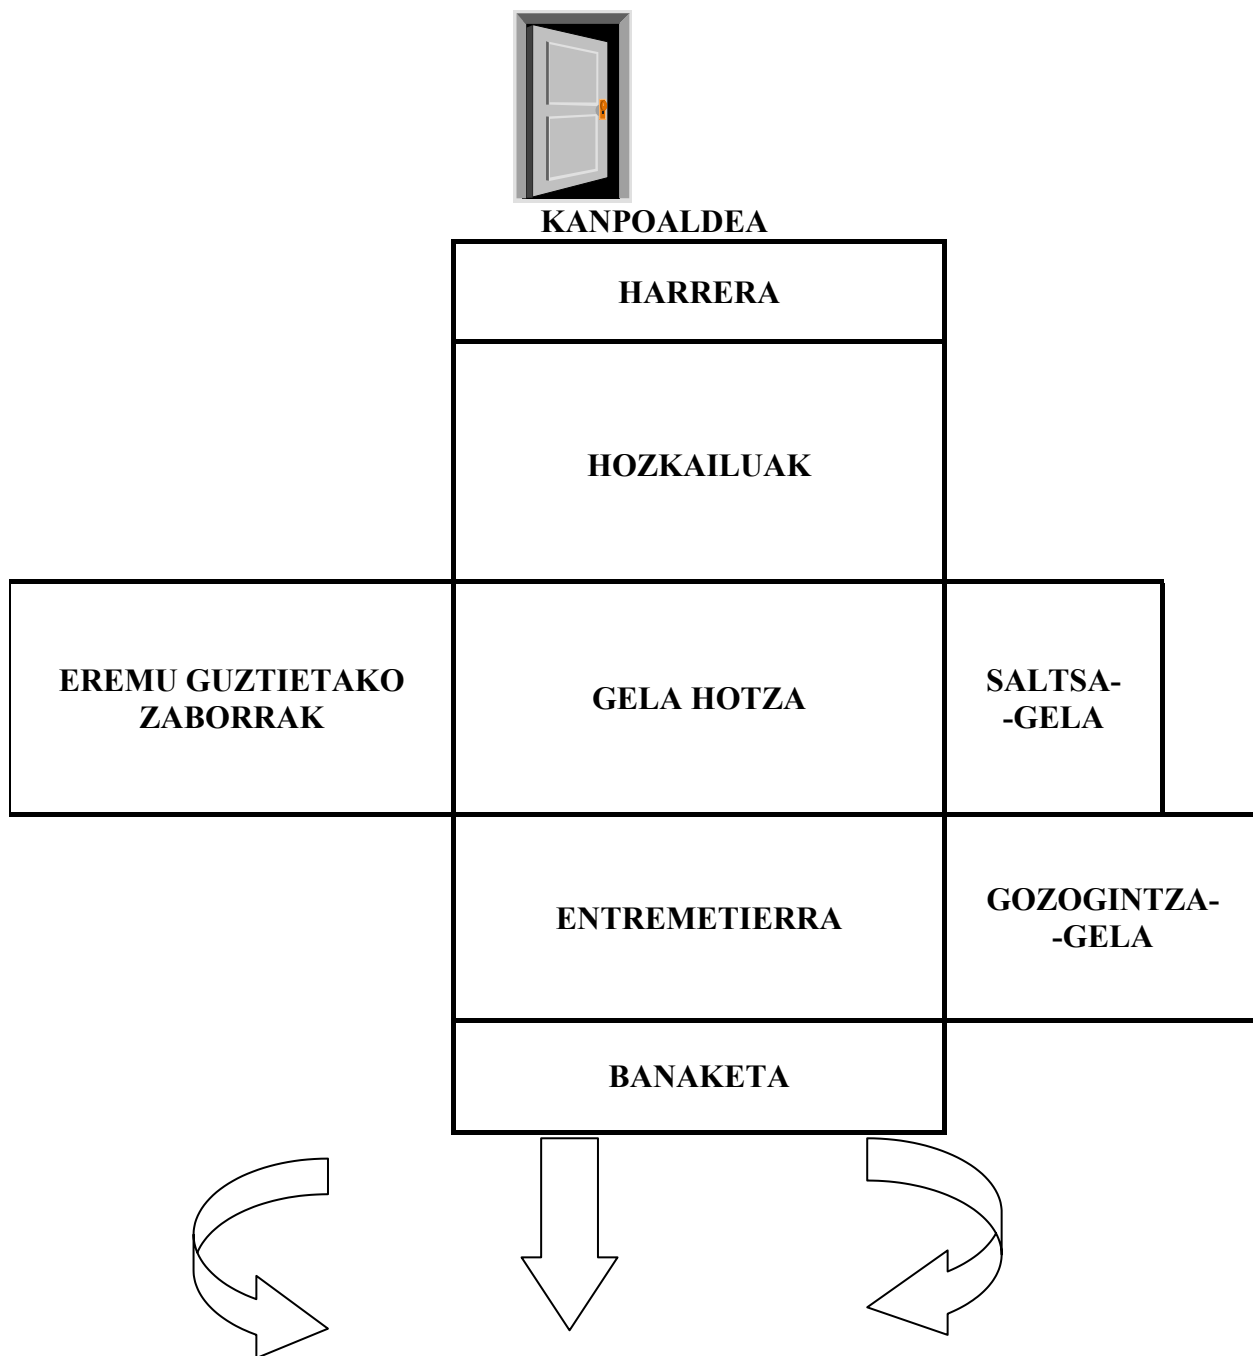 KANPOALDEA
HARRERA
HOZKAILUAK
EREMU GUZTIETAKO
ZABORRAK
GELA HOTZA
SALTSA-
-GELA
ENTREMETIERRA
GOZOGINTZA-
-GELA
BANAKETA